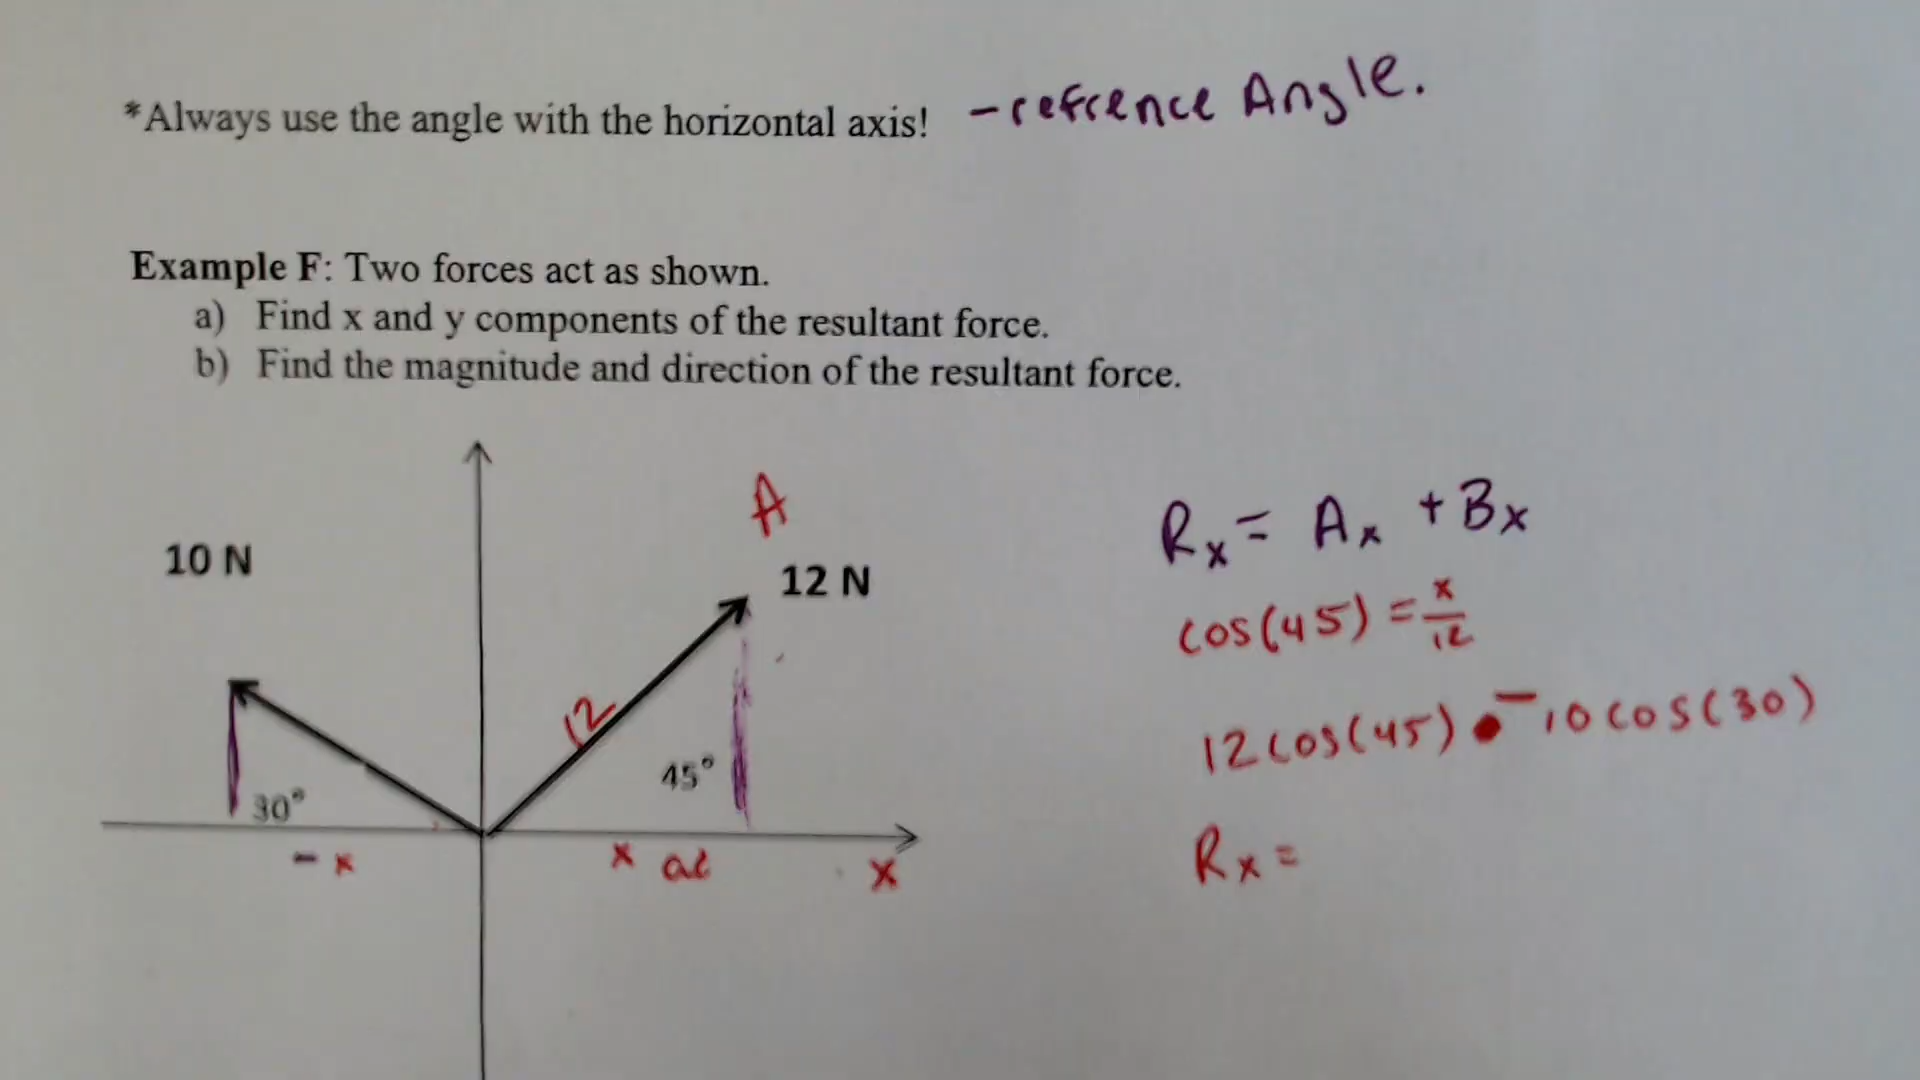 *Always use the angle with the horizontal axis! -refrence Angle.
Example F: Two forces act as shown.
a) Find x and y components of the resultant force.
b) Find the magnitude and direction of the resultant force.
A
10 N
12 N
12
30°
45°
- x
x
x
Rx = Ax + Bx
cos(45) = x/12
12cos(45) • -10cos(30)
Rx =